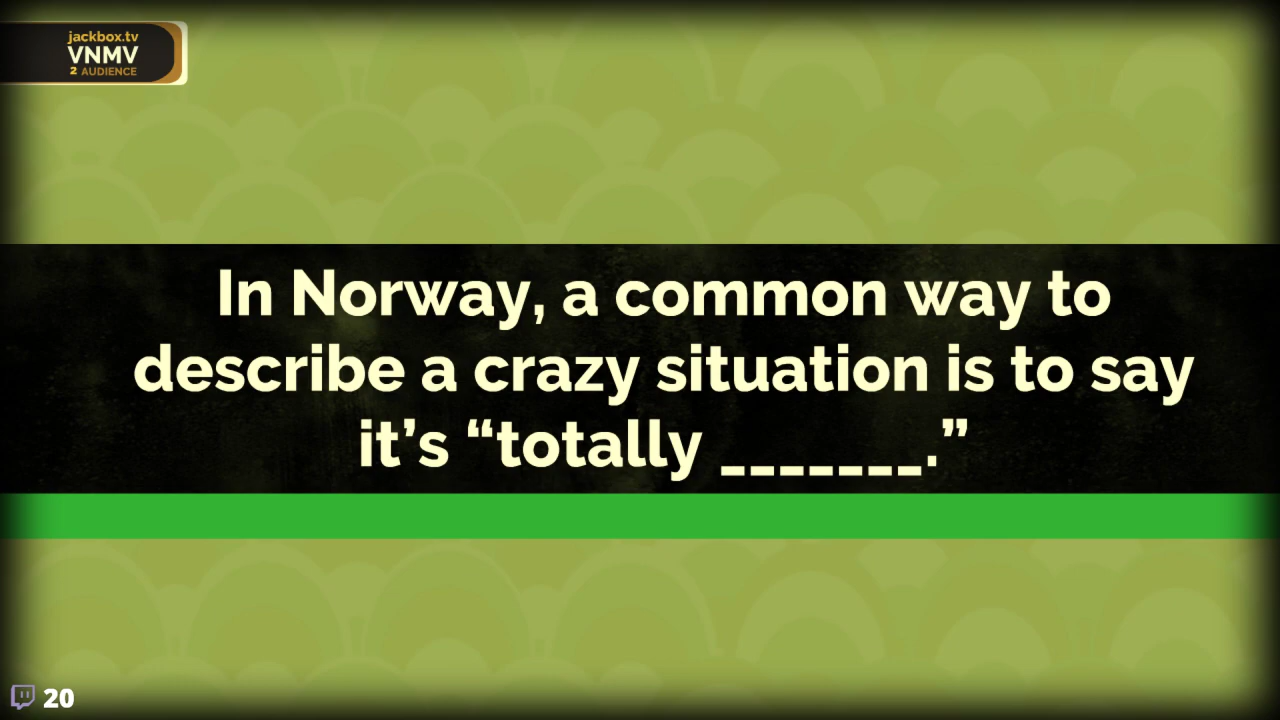 jackbox.tv
VNMV
2 AUDIENCE
In Norway, a common way to
describe a crazy situation is to say
it’s “totally _______.”
20